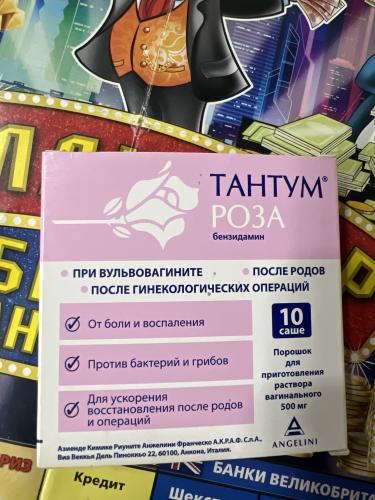 ТАНТУМ®
РОЗА
бензидамин
• ПРИ ВУЛЬВОВАГИНИТЕ
• ПОСЛЕ РОДОВ
• ПОСЛЕ ГИНЕКОЛОГИЧЕСКИХ ОПЕРАЦИЙ
От боли и воспаления
Против бактерий и грибов
Для ускорения
восстановления после родов
и операций
10
саше
Порошок
для
приготовления
раствора
вагинального
500 мг
Азиенде Кимике Риуните Анжелини Франческо А.К.Р.А.Ф. С.п.А.,
Виа Веккья Дель Пиноккьо 22, 60100, Анкона, Италия.
ANGELINI
Кредит
БАНКИ ВЕЛИКОБРИТ
Шекс